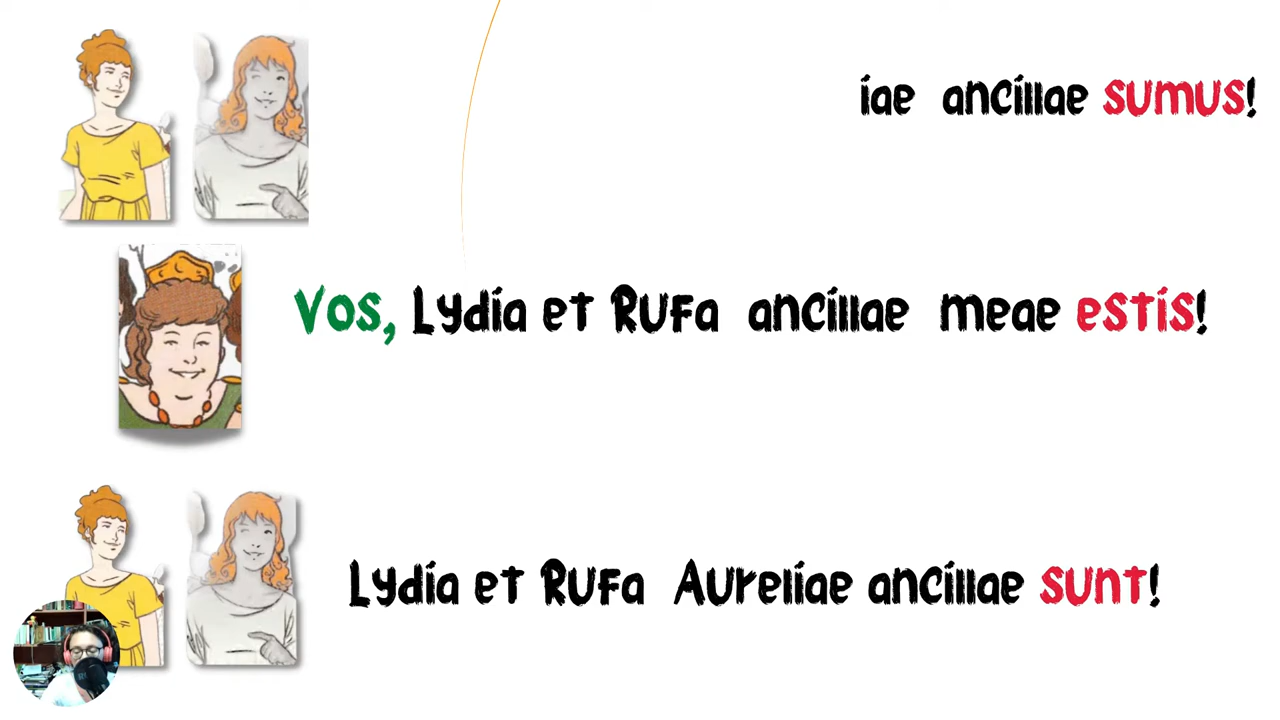 iae ancillae sumus!
Vos, Lydia et Rufa ancillae meae estis!
Lydia et Rufa Aureliae ancillae sunt!